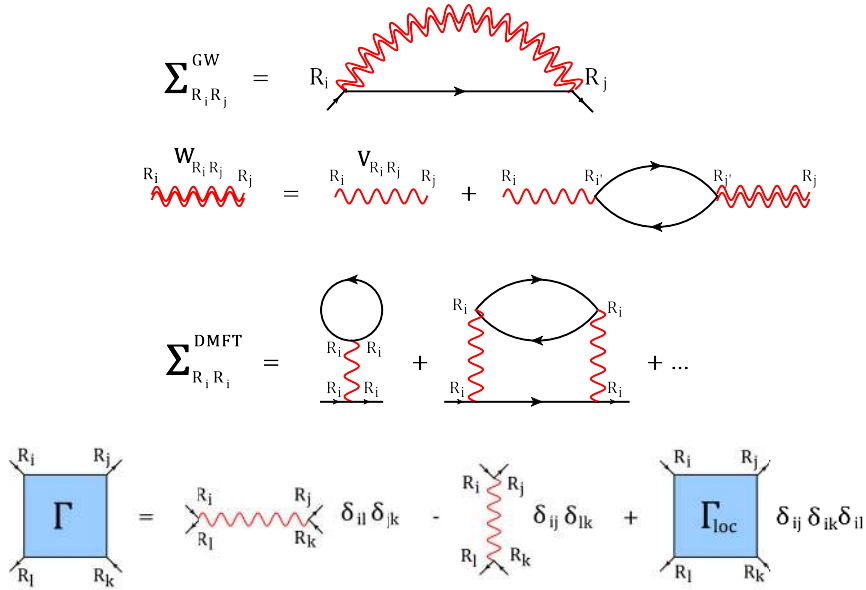 Σ^GW_{R_i R_j} = R_i R_j
W_{R_i R_j} V_{R_i R_j}
R_i R_j = R_i R_j + R_i R_i' R_j' R_j
Σ^DMFT_{R_i R_i} = R_i R_i R_i R_i + R_i R_i R_i R_i + ...
R_i R_j R_l R_k Γ = R_i R_j R_l R_k δ_il δ_jk - R_i R_j R_l R_k δ_ij δ_lk + R_i R_j R_l R_k Γ_loc δ_ij δ_ik δ_il